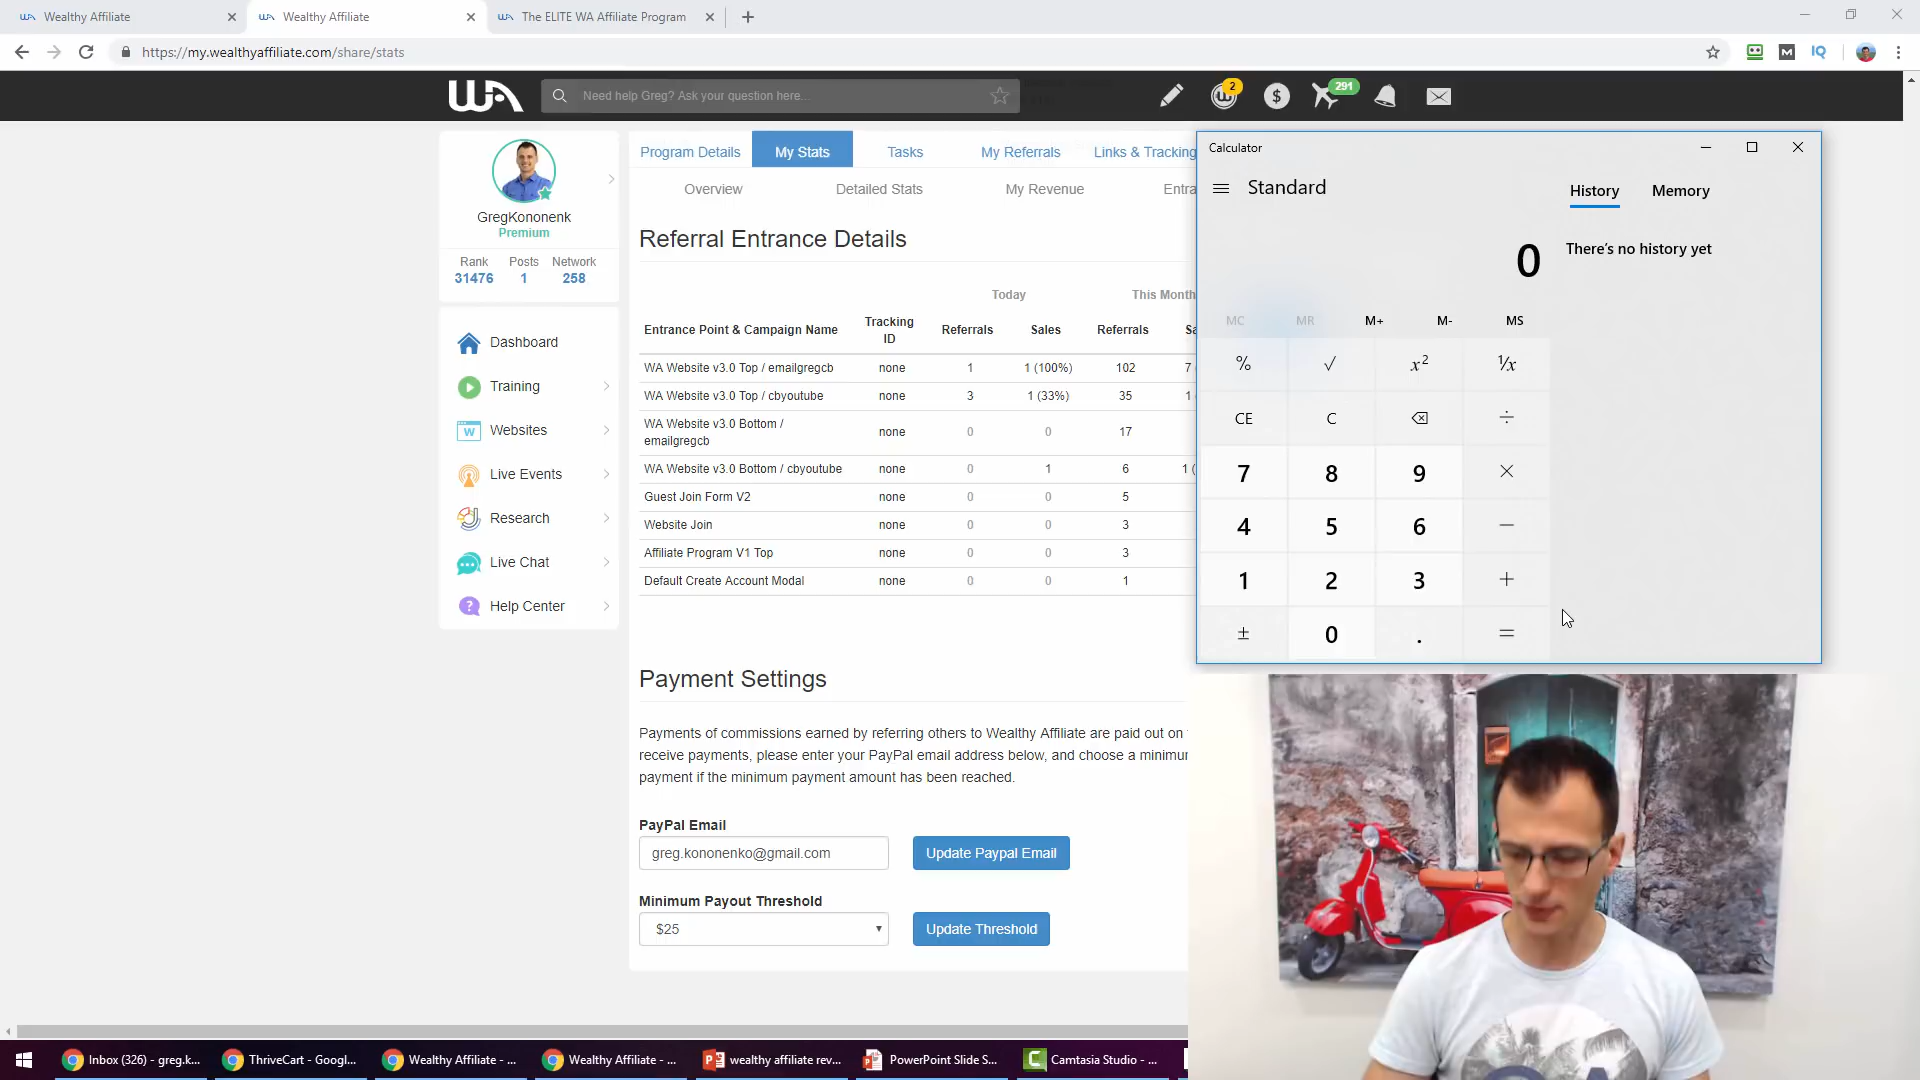 Wealthy Affiliate
Wealthy Affiliate
The ELITE WA Affiliate Program
https://my.wealthyaffiliate.com/share/stats
IQ
WA
Need help Greg? Ask your question here...
2
$
291
GregKononenk
Premium
Rank Posts Network
31476 1 258
Dashboard
Training
Websites
Live Events
Research
Live Chat
Help Center
Program Details My Stats Tasks My Referrals Links & Tracking
Overview Detailed Stats My Revenue Entra
Referral Entrance Details
Today This Month
Entrance Point & Campaign Name Tracking ID Referrals Sales Referrals Sa
WA Website v3.0 Top / emailgregcb none 1 1 (100%) 102 7 (
WA Website v3.0 Top / cbyoutube none 3 1 (33%) 35 1 (
WA Website v3.0 Bottom /
emailgregcb none 0 0 17
WA Website v3.0 Bottom / cbyoutube none 0 1 6 1 (
Guest Join Form V2 none 0 0 5
Website Join none 0 0 3
Affiliate Program V1 Top none 0 0 3
Default Create Account Modal none 0 0 1
Payment Settings
Payments of commissions earned by referring others to Wealthy Affiliate are paid out on
receive payments, please enter your PayPal email address below, and choose a minimum
payment if the minimum payment amount has been reached.
PayPal Email
greg.kononenko@gmail.com Update Paypal Email
Minimum Payout Threshold
$25 Update Threshold
Calculator
Standard History Memory
0 There's no history yet
MC MR M+ M- MS
% √ x² ¹/x
CE C ÷
7 8 9 ×
4 5 6 −
1 2 3 +
± 0 . =
Inbox (326) - greg.k... ThriveCart - Googl... Wealthy Affiliate - ... Wealthy Affiliate - ... wealthy affiliate rev... PowerPoint Slide S... Camtasia Studio - ...